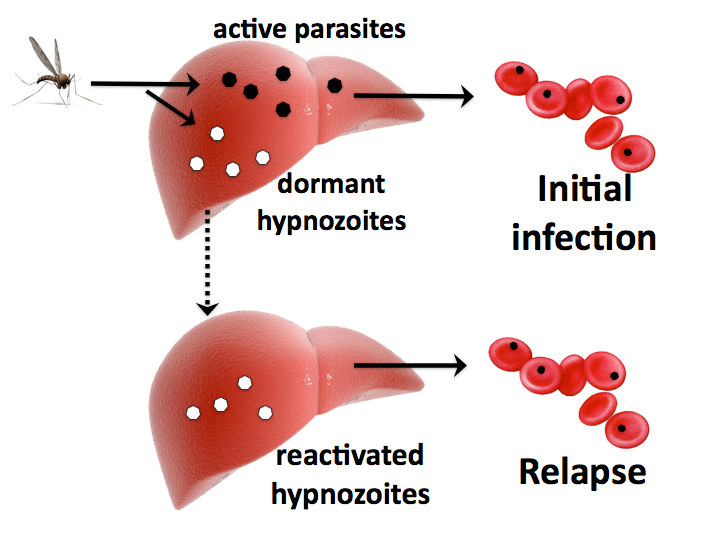 active parasites
dormant
hypnozoites
Initial
infection
reactivated
hypnozoites
Relapse